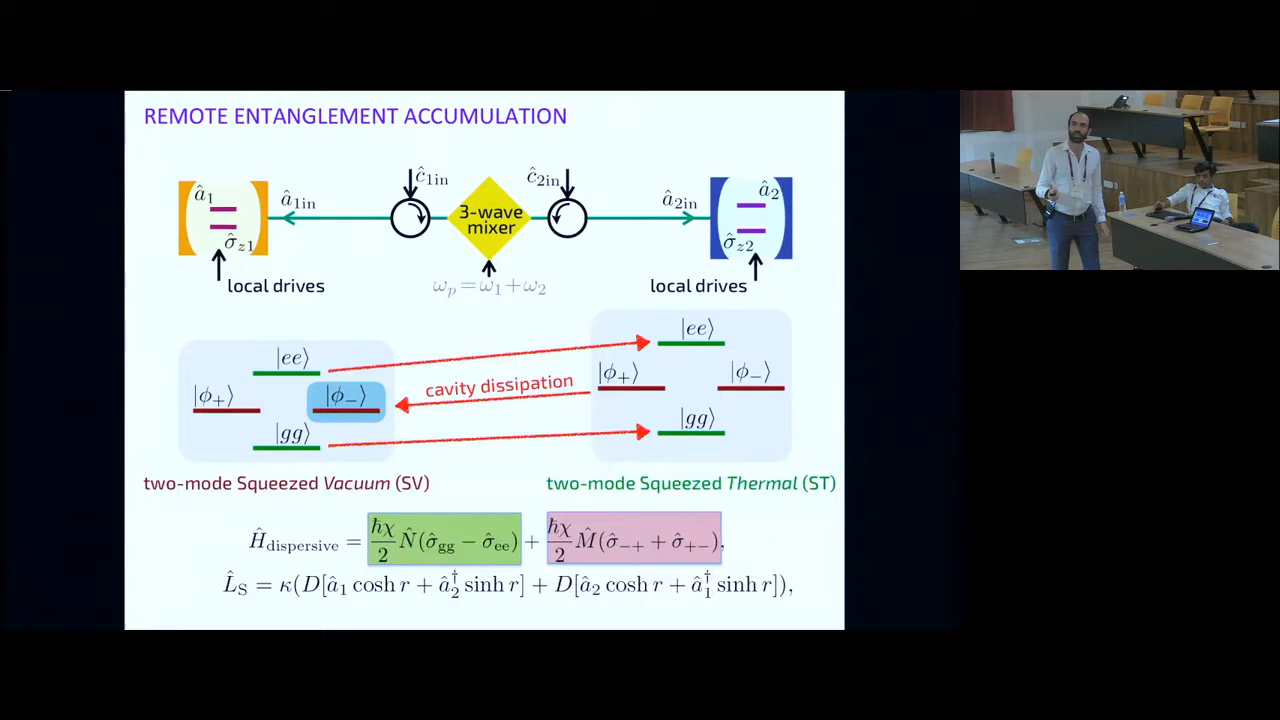 REMOTE ENTANGLEMENT ACCUMULATION
ĉ₁ᵢₙ ĉ₂ᵢₙ
â₁ â₁ᵢₙ 3-wave mixer â₂ᵢₙ â₂
σ̂_z1 σ̂_z2
local drives ω_p = ω₁ + ω₂ local drives
|ee⟩ |ee⟩
|ϕ₊⟩ |ϕ₋⟩ cavity dissipation |ϕ₊⟩ |ϕ₋⟩
|gg⟩ |gg⟩
two-mode Squeezed Vacuum (SV) two-mode Squeezed Thermal (ST)
Ĥ_dispersive = ħχ/2 N̂(σ̂_gg − σ̂_ee) + ħχ/2 M̂(σ̂_−+ + σ̂_+−),
L̂_S = κ(D[â₁ cosh r + â₂† sinh r] + D[â₂ cosh r + â₁† sinh r]),